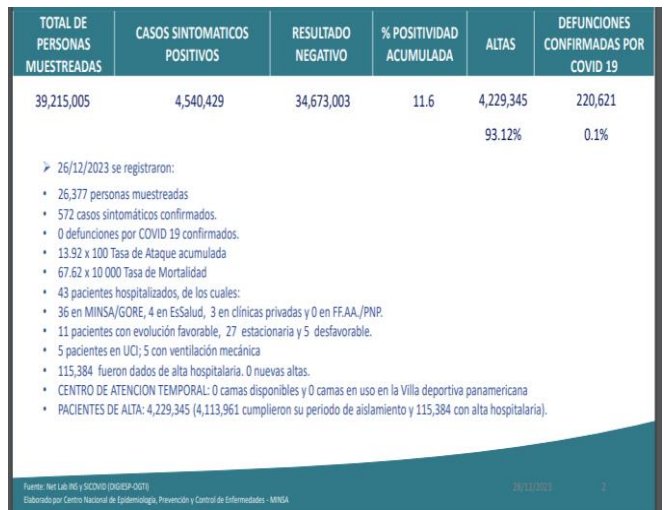 TOTAL DE PERSONAS MUESTREADAS
CASOS SINTOMATICOS POSITIVOS
RESULTADO NEGATIVO
% POSITIVIDAD ACUMULADA
ALTAS
DEFUNCIONES CONFIRMADAS POR COVID 19
39,215,005 4,540,429 34,673,003 11.6 4,229,345 220,621
93.12% 0.1%
➢ 26/12/2023 se registraron:
• 26,377 personas muestreadas
• 572 casos sintomáticos confirmados.
• 0 defunciones por COVID 19 confirmados.
• 13.92 x 100 Tasa de Ataque acumulada
• 67.62 x 10 000 Tasa de Mortalidad
• 43 pacientes hospitalizados, de los cuales:
• 36 en MINSA/GORE, 4 en EsSalud, 3 en clínicas privadas y 0 en FF.AA./PNP.
• 11 pacientes con evolución favorable, 27 estacionaria y 5 desfavorable.
• 5 pacientes en UCI; 5 con ventilación mecánica
• 115,384 fueron dados de alta hospitalaria. 0 nuevas altas.
• CENTRO DE ATENCION TEMPORAL: 0 camas disponibles y 0 camas en uso en la Villa deportiva panamericana
• PACIENTES DE ALTA: 4,229,345 (4,113,961 cumplieron su periodo de aislamiento y 115,384 con alta hospitalaria).
Fuente: Net Lab INS y SICOVID (DIGIESP-OGTI)
Elaborado por Centro Nacional de Epidemiología, Prevención y Control de Enfermedades - MINSA
2